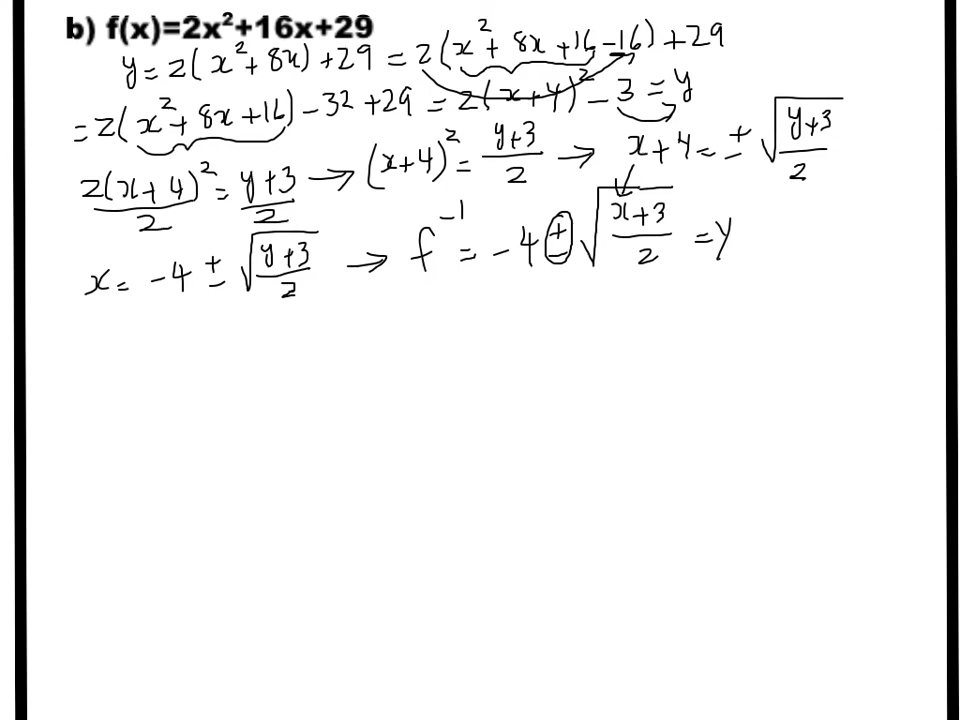 b) f(x)=2x²+16x+29
y = 2(x²+8x)+29 = 2(x²+8x+16-16)+29
= 2(x²+8x+16)-32+29 = 2(x+4)²-3 = y
2(x+4)²/2 = y+3/2 → (x+4)² = y+3/2 → x+4 = ±√y+3/2
x = -4 ± √y+3/2 → f⁻¹ = -4 ± √x+3/2 = y